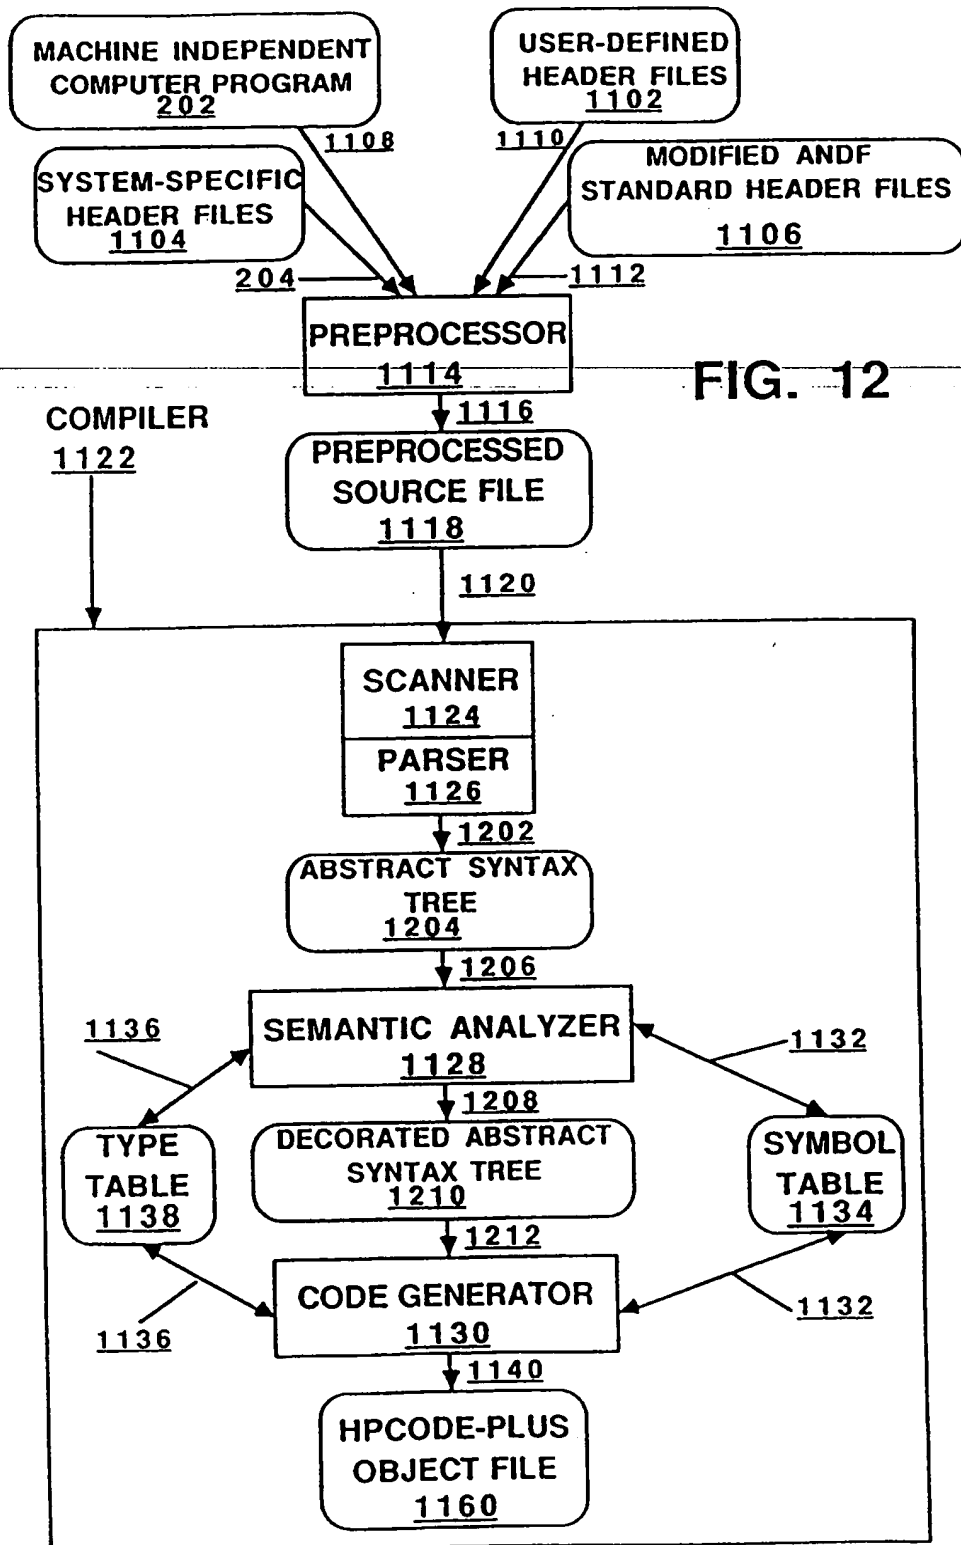 MACHINE INDEPENDENT
COMPUTER PROGRAM
202
USER-DEFINED
HEADER FILES
1102
1108
1110
SYSTEM-SPECIFIC
HEADER FILES
1104
MODIFIED ANDF
STANDARD HEADER FILES
1106
204
1112
PREPROCESSOR
1114
FIG. 12
1116
COMPILER
1122
PREPROCESSED
SOURCE FILE
1118
1120
SCANNER
1124
PARSER
1126
1202
ABSTRACT SYNTAX
TREE
1204
1206
SEMANTIC ANALYZER
1128
1136
1132
1208
TYPE
TABLE
1138
DECORATED ABSTRACT
SYNTAX TREE
1210
SYMBOL
TABLE
1134
1212
CODE GENERATOR
1130
1136
1132
1140
HPCODE-PLUS
OBJECT FILE
1160